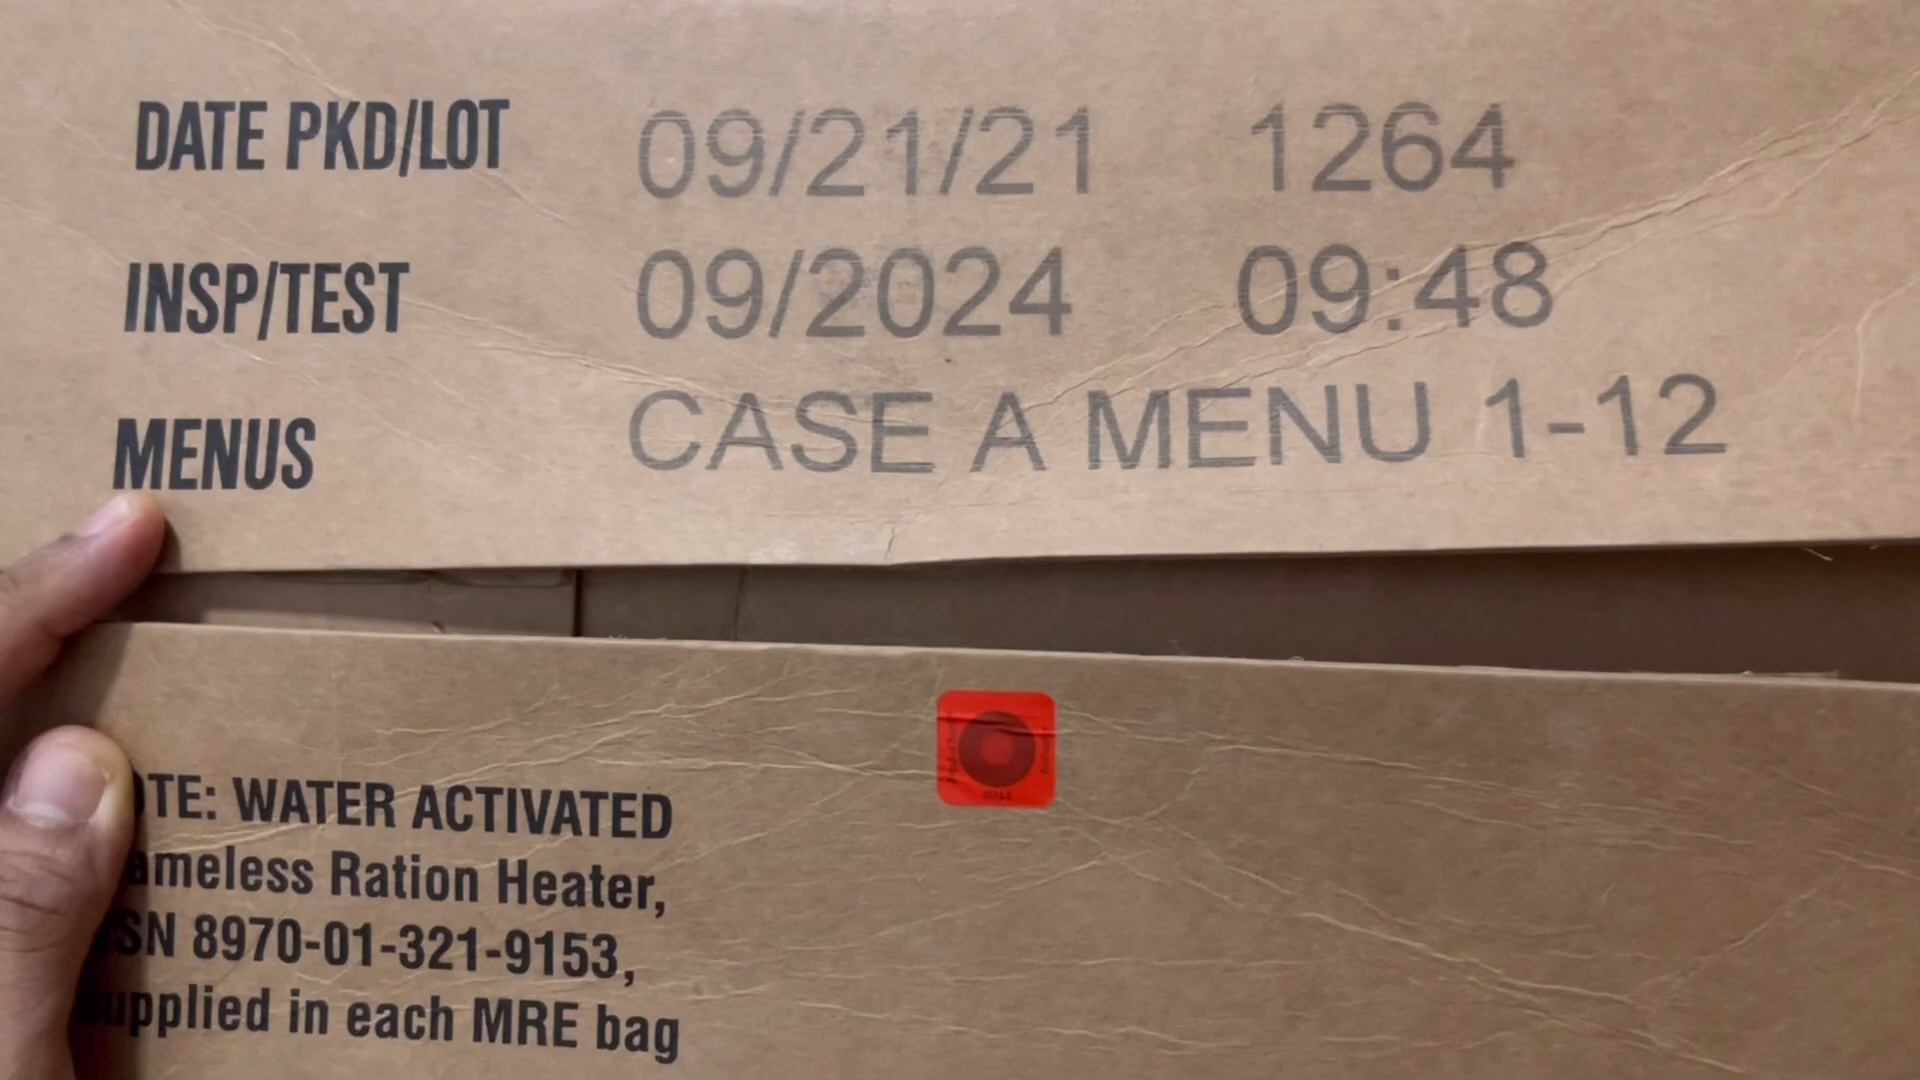 DATE PKD/LOT 09/21/21 1264
INSP/TEST 09/2024 09:48
MENUS CASE A MENU 1-12
OTE: WATER ACTIVATED
ameless Ration Heater,
SN 8970-01-321-9153,
upplied in each MRE bag